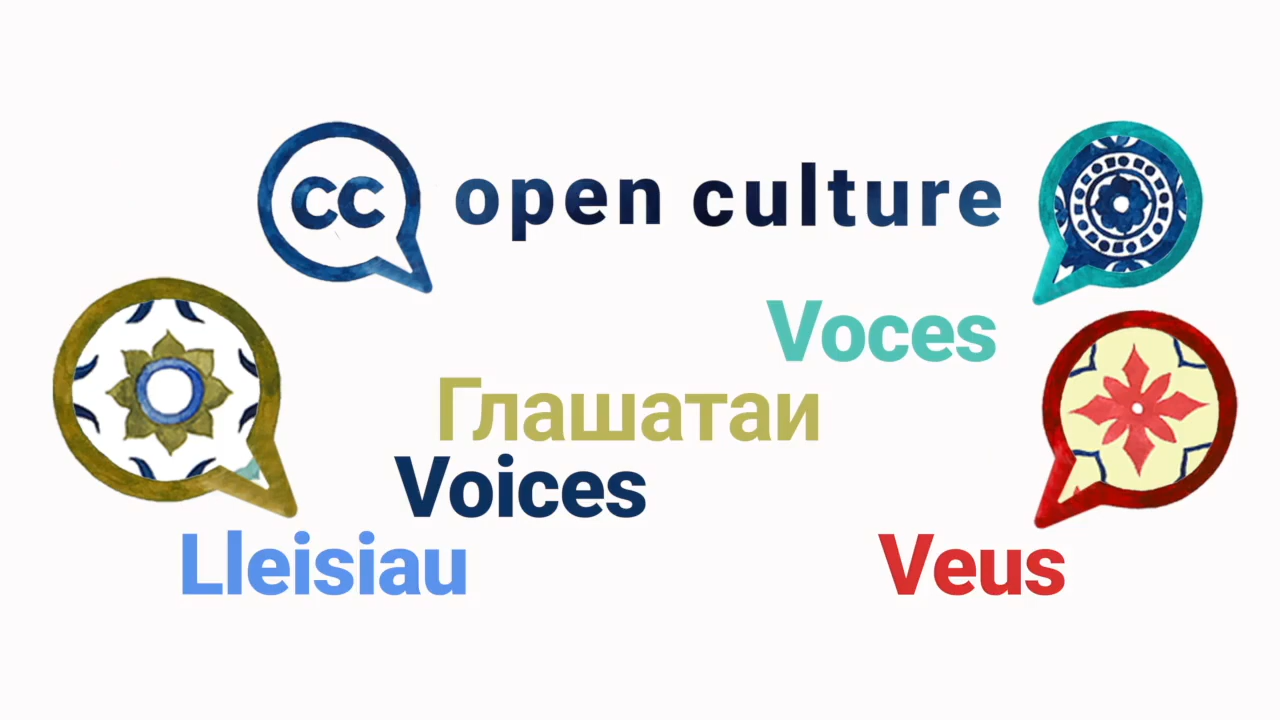 cc open culture
Voces
Глашатаи
Voices
Lleisiau
Veus